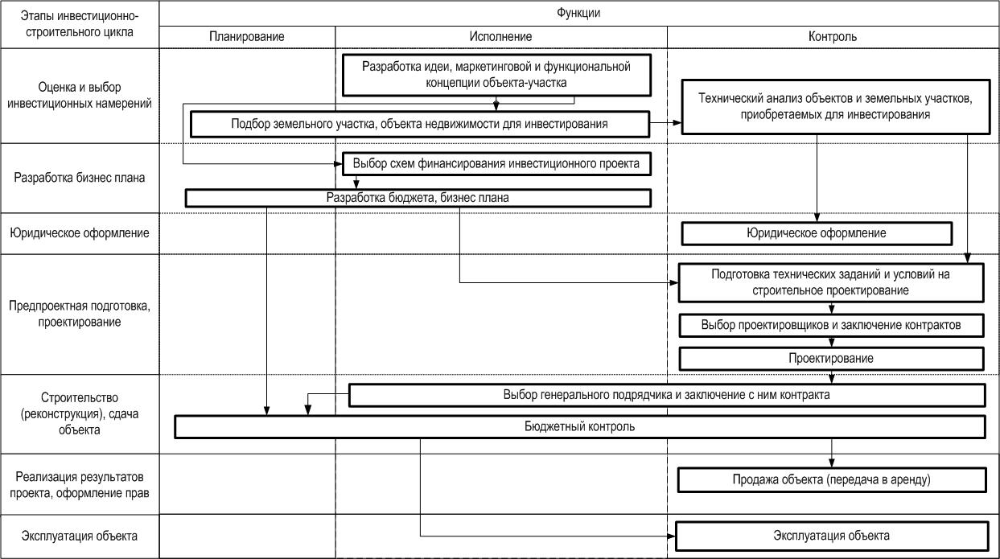 Этапы инвестиционно-
строительного цикла
Функции
Планирование
Исполнение
Контроль
Оценка и выбор
инвестиционных намерений
Разработка идеи, маркетинговой и функциональной
концепции объекта-участка
Подбор земельного участка, объекта недвижимости для инвестирования
Технический анализ объектов и земельных участков,
приобретаемых для инвестирования
Разработка бизнес плана
Выбор схем финансирования инвестиционного проекта
Разработка бюджета, бизнес плана
Юридическое оформление
Юридическое оформление
Предпроектная подготовка,
проектирование
Подготовка технических заданий и условий на
строительное проектирование
Выбор проектировщиков и заключение контрактов
Проектирование
Строительство
(реконструкция), сдача
объекта
Выбор генерального подрядчика и заключение с ним контракта
Бюджетный контроль
Реализация результатов
проекта, оформление прав
Продажа объекта (передача в аренду)
Эксплуатация объекта
Эксплуатация объекта